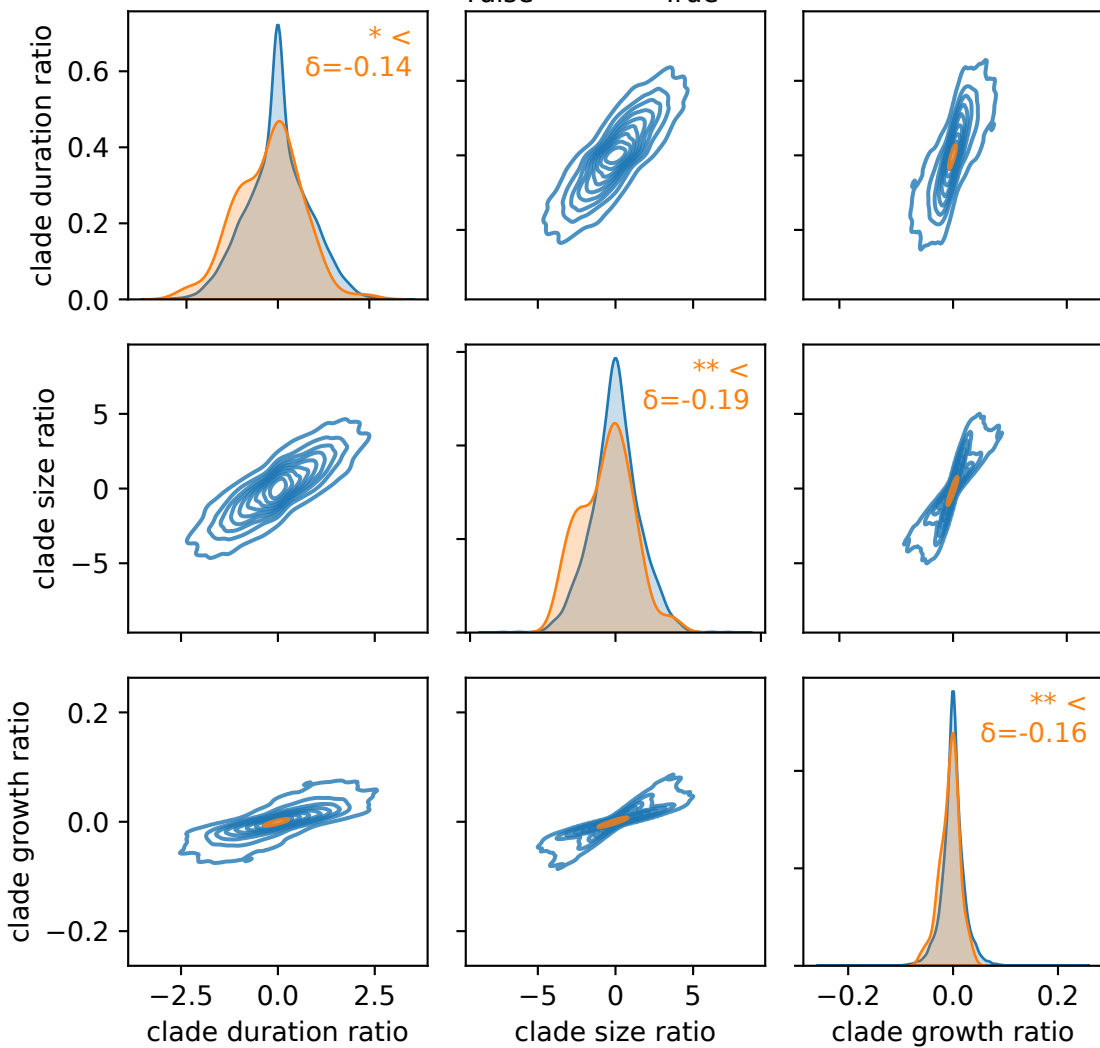 clade duration ratio
0.6
0.4
0.2
0.0
* <
δ=-0.14
clade size ratio
5
0
−5
** <
δ=-0.19
clade growth ratio
0.2
0.0
−0.2
** <
δ=-0.16
−2.5 0.0 2.5
−5 0 5
−0.2 0.0 0.2
clade duration ratio
clade size ratio
clade growth ratio